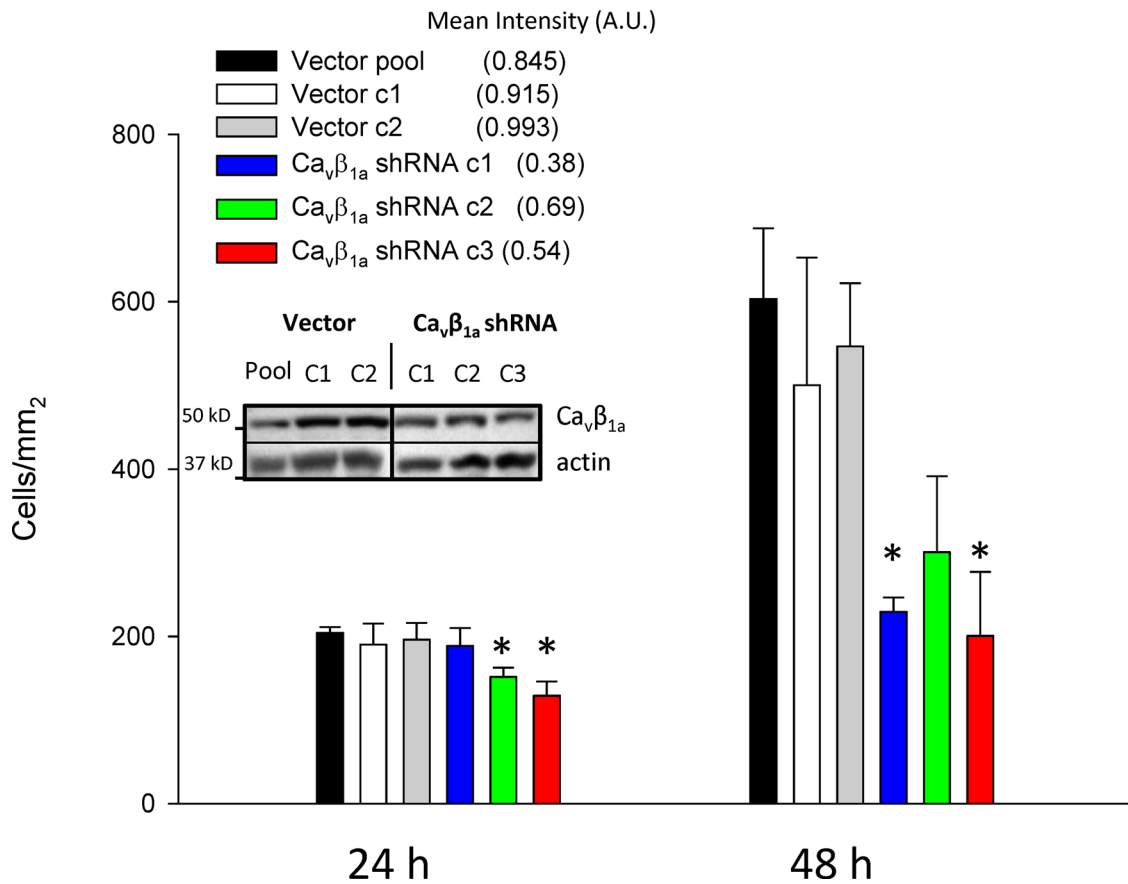 Mean Intensity (A.U.)
Vector pool (0.845)
Vector c1 (0.915)
Vector c2 (0.993)
Caᵥβ₁ₐ shRNA c1 (0.38)
Caᵥβ₁ₐ shRNA c2 (0.69)
Caᵥβ₁ₐ shRNA c3 (0.54)
800
600
400
200
0
Cells/mm₂
Vector Caᵥβ₁ₐ shRNA
Pool C1 C2 C1 C2 C3
50 kD Caᵥβ₁ₐ
37 kD actin
* *
* *
24 h 48 h